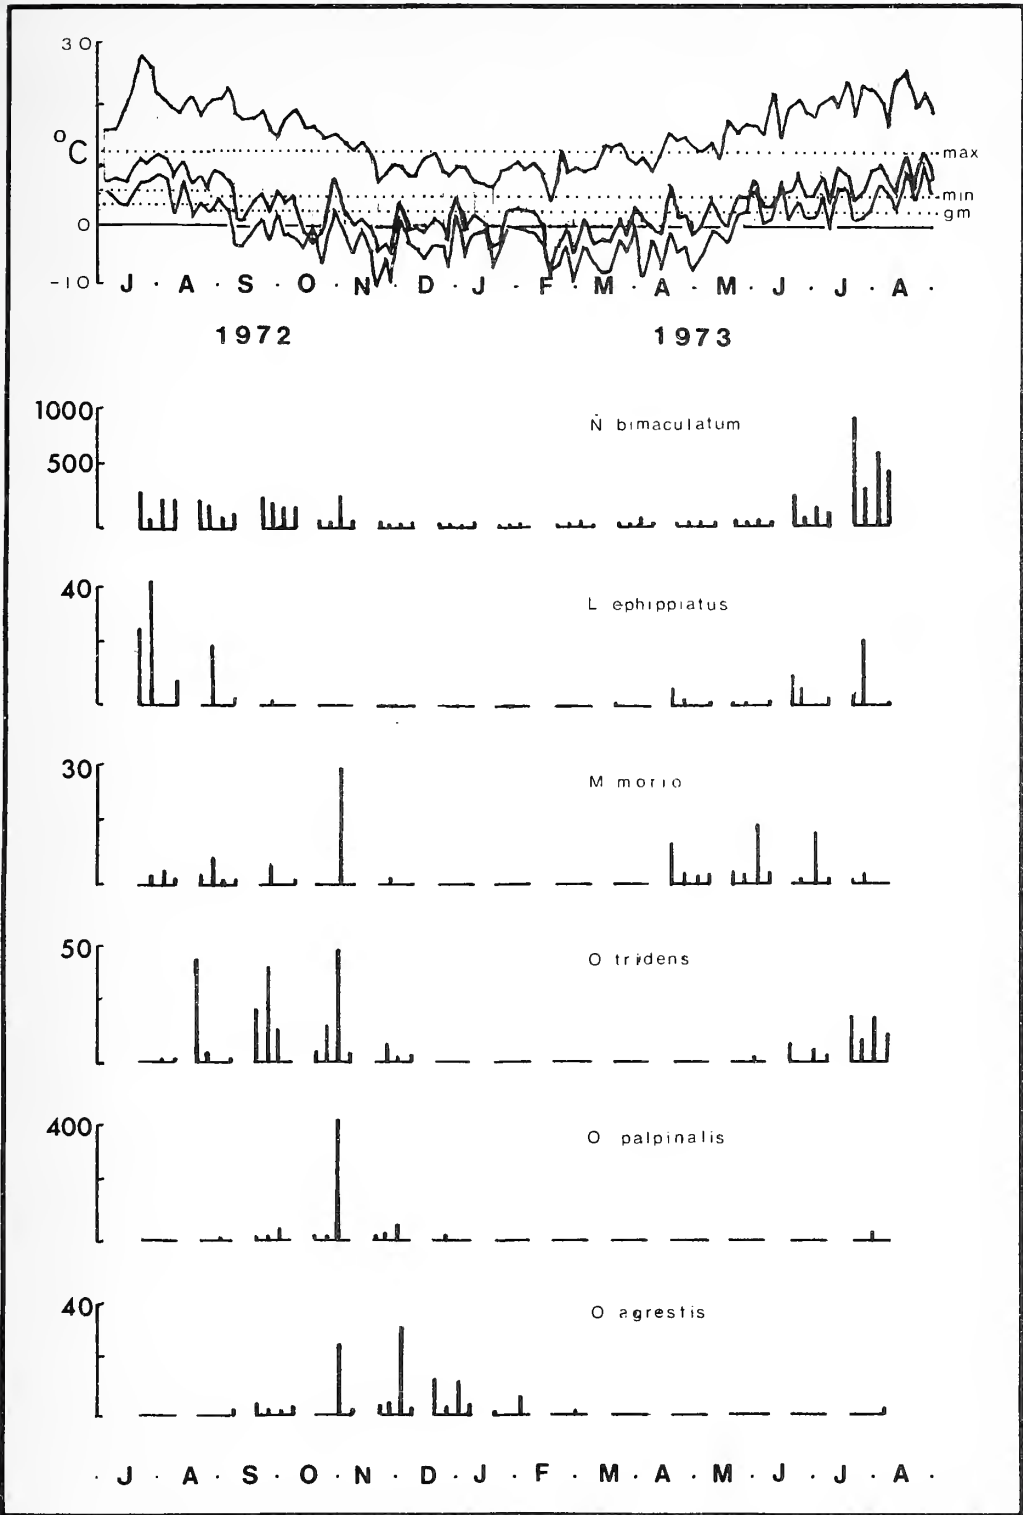 30
°C
max
min
gm
0
-10
J · A · S · O · N · D · J · F · M · A · M · J · J · A ·
1972 1973
1000
N bimaculatum
500
40
L ephippiatus
30
M morio
50
O tridens
400
O palpinalis
40
O agrestis
· J · A · S · O · N · D · J · F · M · A · M · J · J · A ·